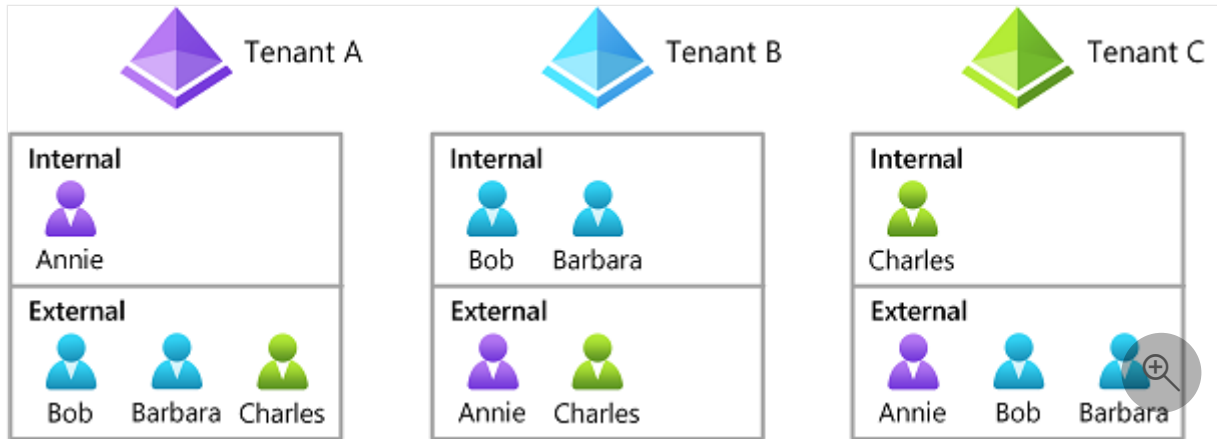 Tenant A
Tenant B
Tenant C
Internal
Annie
External
Bob Barbara Charles
Internal
Bob Barbara
External
Annie Charles
Internal
Charles
External
Annie Bob Barbara